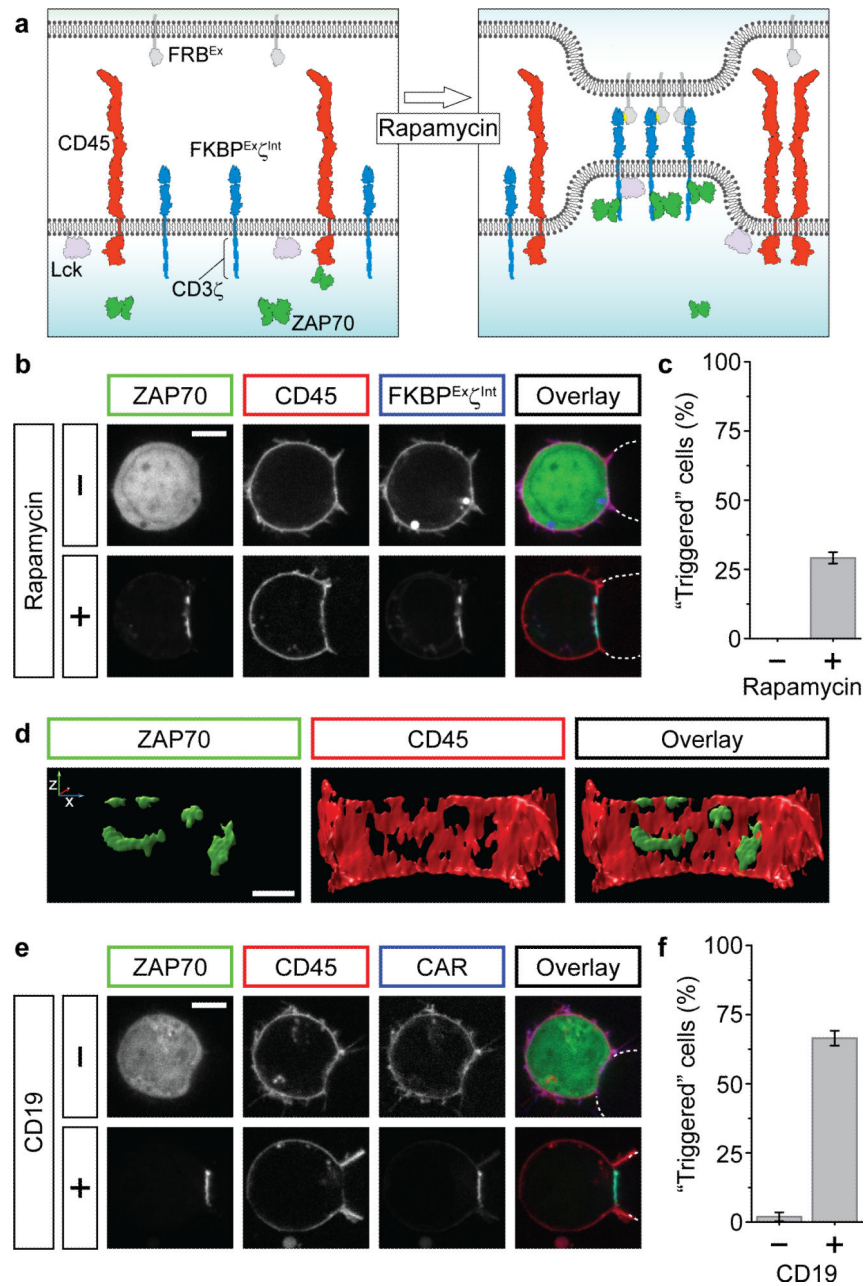 a
FRB^Ex
CD45
FKBP^Exζ^Int
Lck
CD3ζ
ZAP70
Rapamycin
b
ZAP70 CD45 FKBP^Exζ^Int Overlay
Rapamycin
−
+
c
"Triggered" cells (%)
100
75
50
25
0
− +
Rapamycin
d
ZAP70 CD45 Overlay
z
x
e
ZAP70 CD45 CAR Overlay
CD19
−
+
f
"Triggered" cells (%)
100
75
50
25
0
− +
CD19